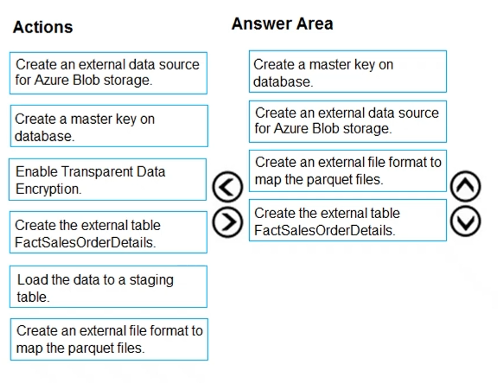 Actions
Create an external data source
for Azure Blob storage.
Create a master key on
database.
Enable Transparent Data
Encryption.
Create the external table
FactSalesOrderDetails.
Load the data to a staging
table.
Create an external file format to
map the parquet files.
Answer Area
Create a master key on
database.
Create an external data source
for Azure Blob storage.
Create an external file format to
map the parquet files.
Create the external table
FactSalesOrderDetails.